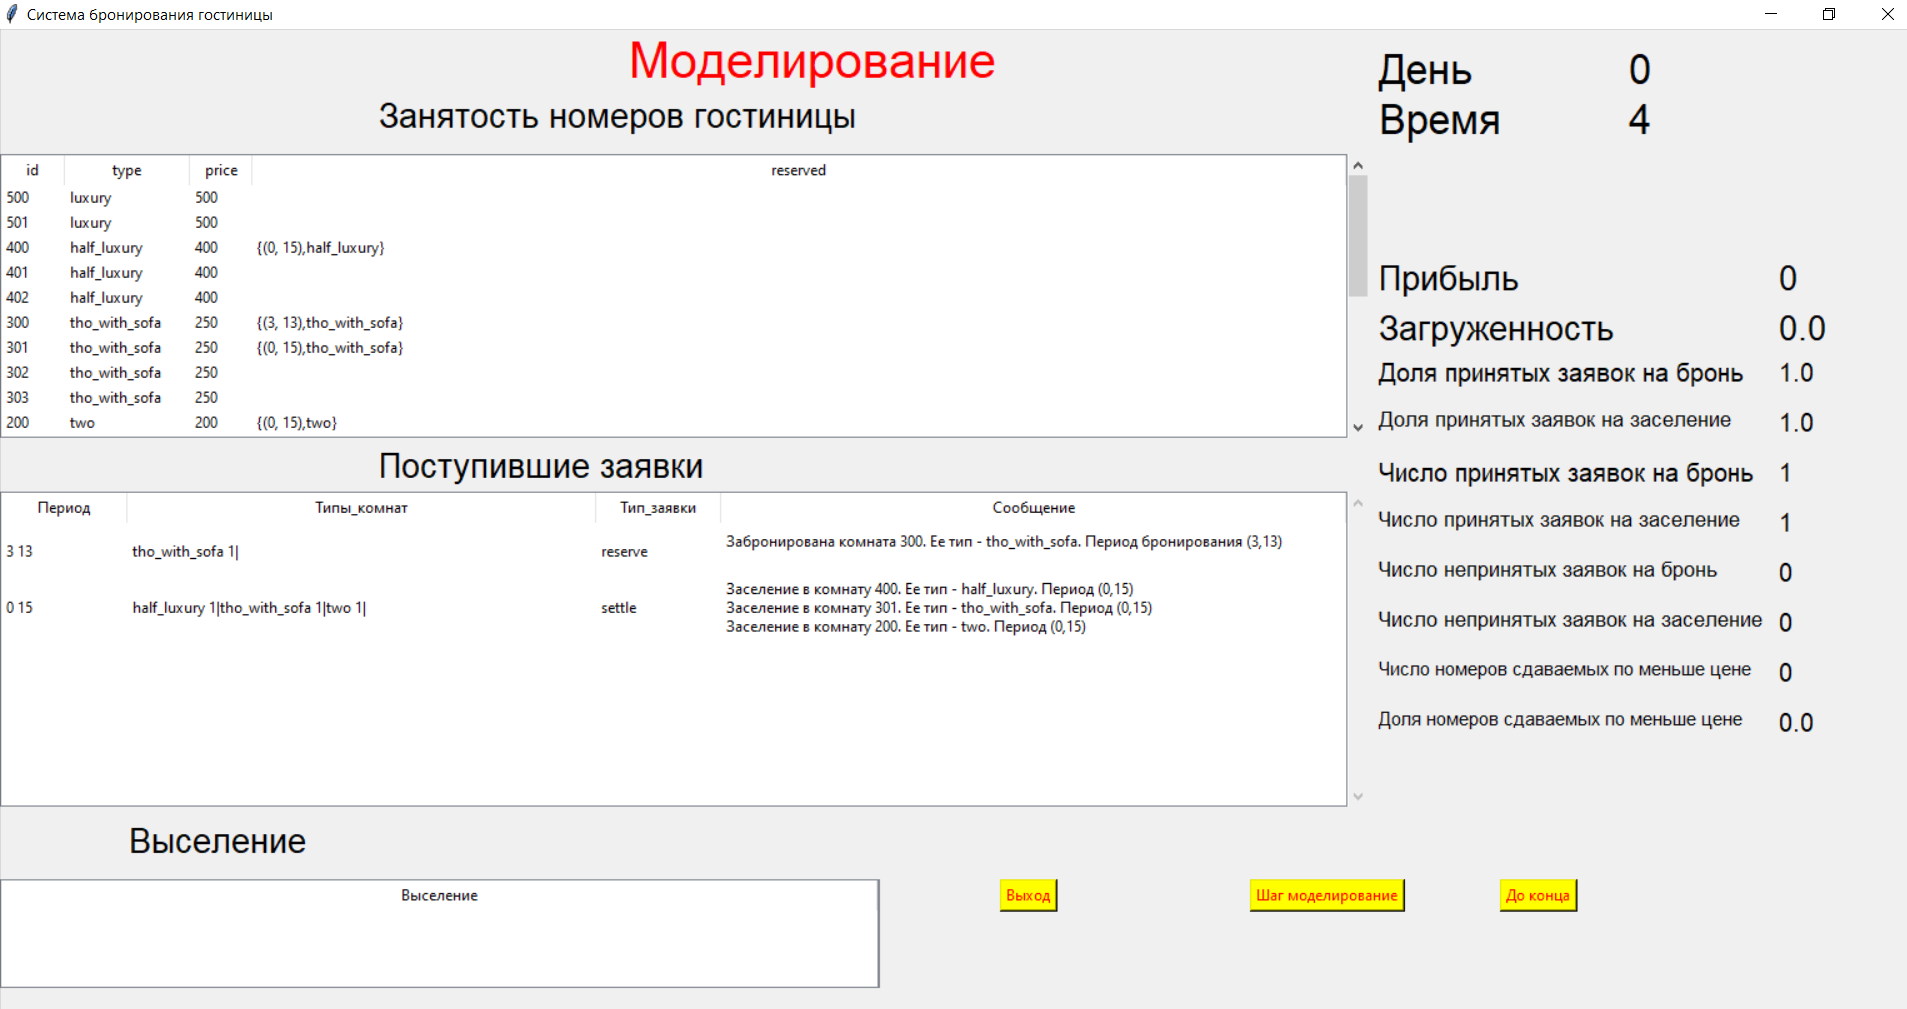 Система бронирования гостиницы
Моделирование
День 0
Время 4
Занятость номеров гостиницы
id type price reserved
500 luxury 500
501 luxury 500
400 half_luxury 400 {(0, 15),half_luxury}
401 half_luxury 400
402 half_luxury 400
300 tho_with_sofa 250 {(3, 13),tho_with_sofa}
301 tho_with_sofa 250 {(0, 15),tho_with_sofa}
302 tho_with_sofa 250
303 tho_with_sofa 250
200 two 200 {(0, 15),two}
Прибыль 0
Загруженность 0.0
Доля принятых заявок на бронь 1.0
Доля принятых заявок на заселение 1.0
Число принятых заявок на бронь 1
Число принятых заявок на заселение 1
Число непринятых заявок на бронь 0
Число непринятых заявок на заселение 0
Число номеров сдаваемых по меньше цене 0
Доля номеров сдаваемых по меньше цене 0.0
Поступившие заявки
Период Типы_комнат Тип_заявки Сообщение
3 13 tho_with_sofa 1| reserve Забронирована комната 300. Ее тип - tho_with_sofa. Период бронирования (3,13)
0 15 half_luxury 1|tho_with_sofa 1|two 1| settle Заселение в комнату 400. Ее тип - half_luxury. Период (0,15)
Заселение в комнату 301. Ее тип - tho_with_sofa. Период (0,15)
Заселение в комнату 200. Ее тип - two. Период (0,15)
Выселение
Выселение
Выход Шаг моделирование До конца